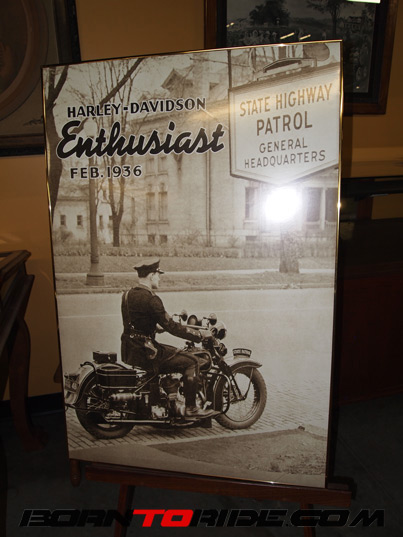 HARLEY-DAVIDSON
Enthusiast
FEB. 1936
STATE HIGHWAY
PATROL
GENERAL
HEADQUARTERS
BORNTORIDE.COM